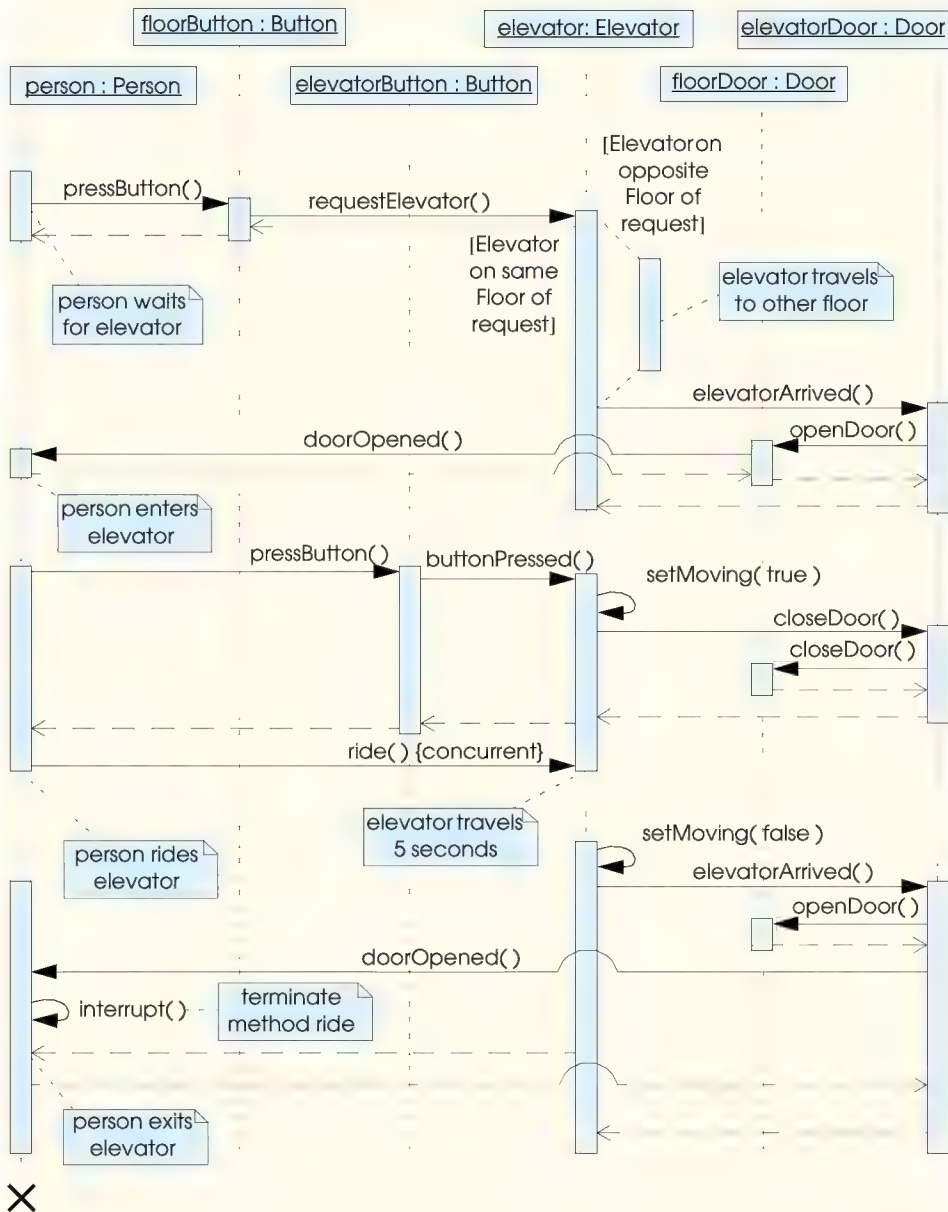 floorButton : Button
elevator: Elevator
elevatorDoor : Door
person : Person
elevatorButton : Button
floorDoor : Door
[Elevator on
opposite
Floor of
request]
pressButton( )
requestElevator( )
[Elevator
on same
Floor of
request]
person waits
for elevator
elevator travels
to other floor
elevatorArrived( )
openDoor( )
doorOpened( )
person enters
elevator
pressButton( )
buttonPressed( )
setMoving( true )
closeDoor( )
closeDoor( )
ride( ) {concurrent}
elevator travels
5 seconds
person rides
elevator
setMoving( false )
elevatorArrived( )
openDoor( )
doorOpened( )
interrupt( )
terminate
method ride
person exits
elevator